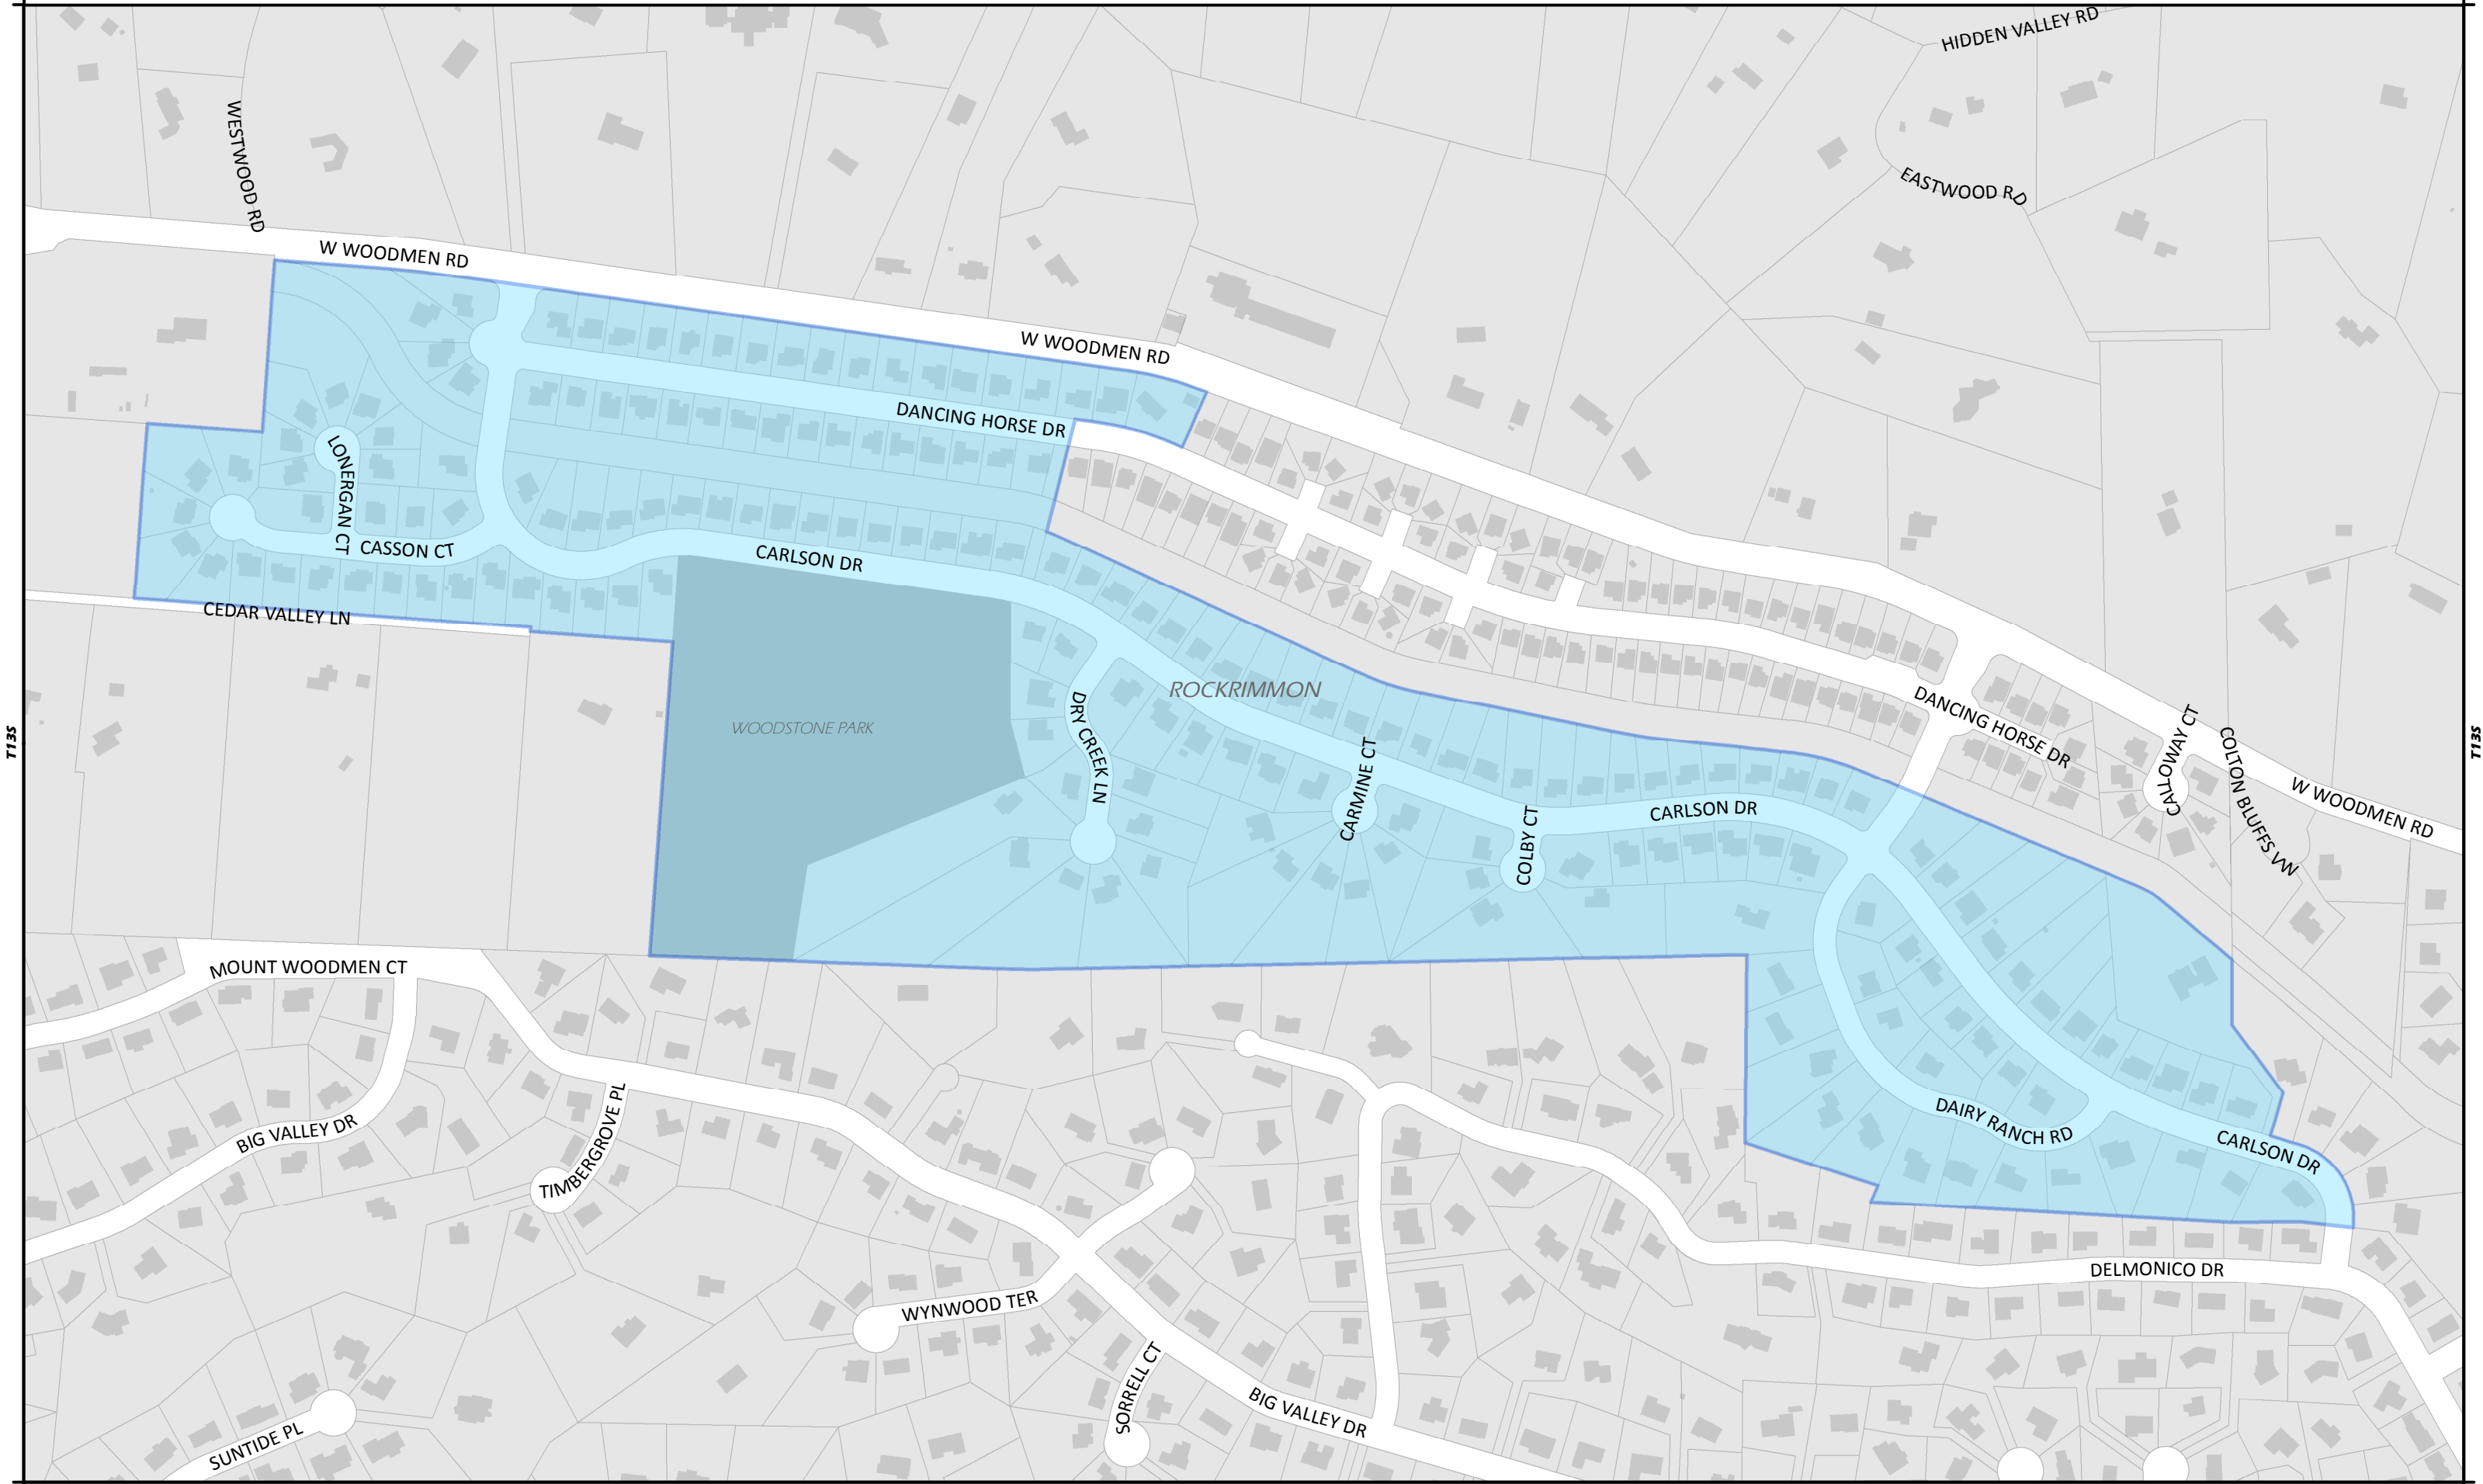 HIDDEN VALLEY RD
WESTWOOD RD
EASTWOOD RD
W WOODMEN RD
W WOODMEN RD
DANCING HORSE DR
LONERGAN CT
CASSON CT
CARLSON DR
CEDAR VALLEY LN
ROCKRIMMON
WOODSTONE PARK
DRY CREEK LN
CARMINE CT
DANCING HORSE DR
CALLOWAY CT
COLTON BLUFFS VW
T13S
T13S
W WOODMEN RD
COLBY CT
CARLSON DR
MOUNT WOODMEN CT
BIG VALLEY DR
TIMBERGROVE PL
DAIRY RANCH RD
CARLSON DR
DELMONICO DR
WYNWOOD TER
SORRELL CT
BIG VALLEY DR
SUNTIDE PL